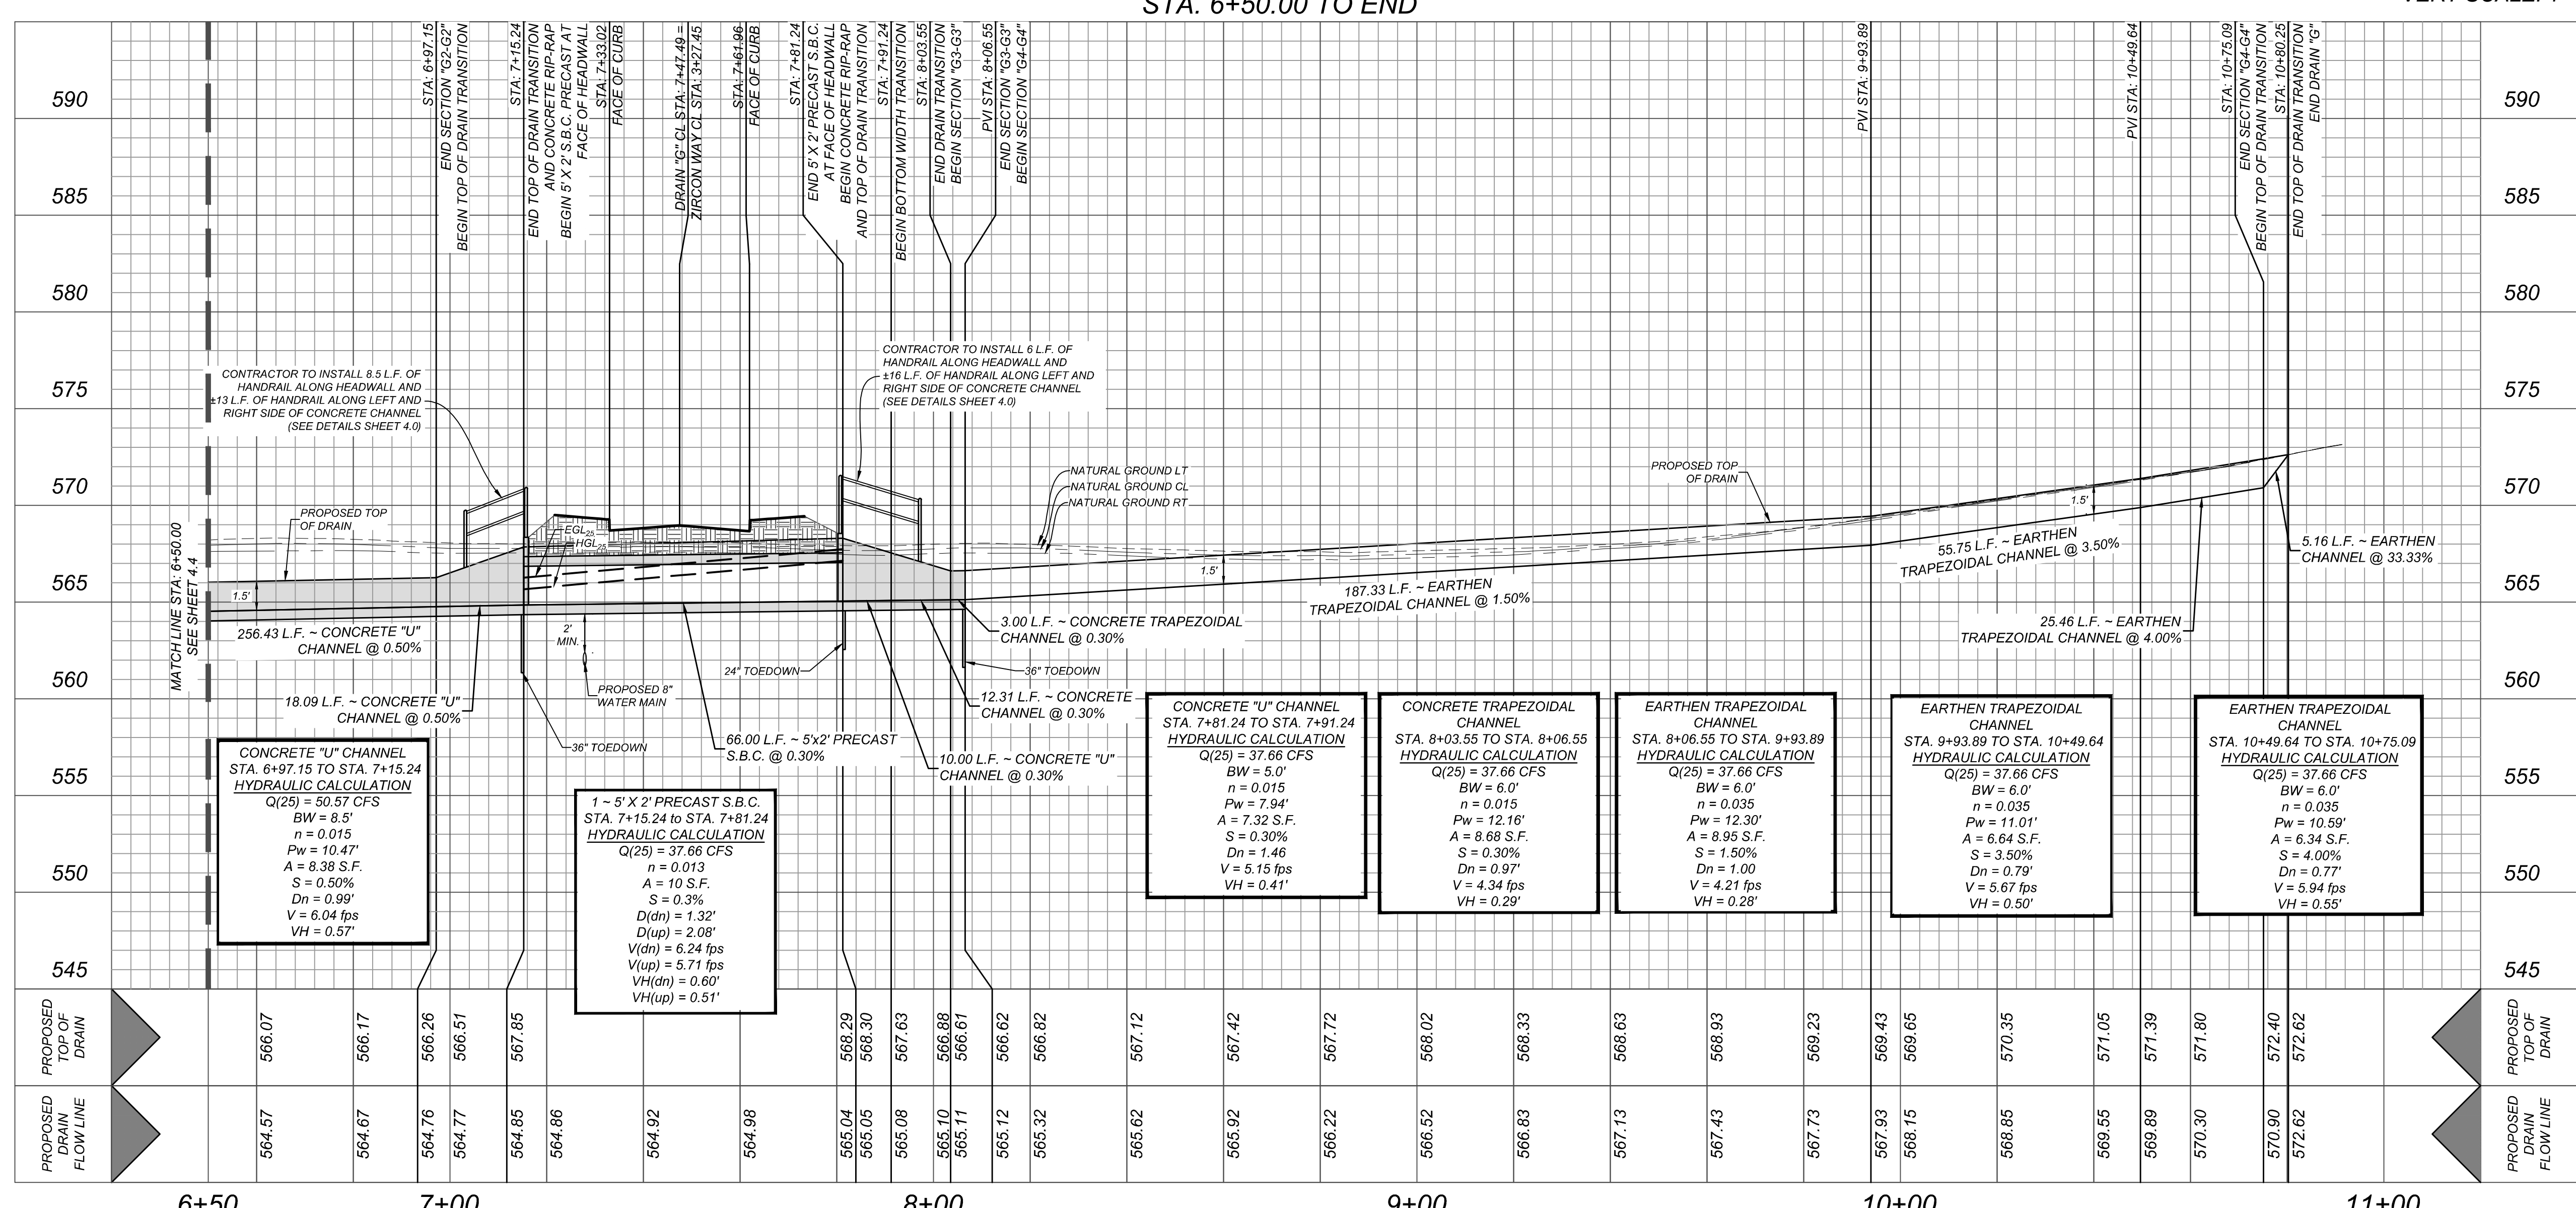 STA. 6+50.00 TO END
STA: 6+97.15
END SECTION "G2-G2"
BEGIN TOP OF DRAIN TRANSITION
STA: 7+15.24
END TOP OF DRAIN TRANSITION
AND CONCRETE RIP-RAP
BEGIN 5' X 2' S.B.C. PRECAST AT
FACE OF HEADWALL
STA: 7+33.02
FACE OF CURB
DRAIN "G" CL STA: 7+47.49 =
ZIRCON WAY CL STA: 3+27.45
STA: 7+61.96
FACE OF CURB
STA: 7+81.24
END 5' X 2' PRECAST S.B.C.
AT FACE OF HEADWALL
BEGIN CONCRETE RIP-RAP
AND TOP OF DRAIN TRANSITION
STA: 7+91.24
BEGIN BOTTOM WIDTH TRANSITION
STA: 8+03.55
END DRAIN TRANSITION
BEGIN SECTION "G3-G3"
PVI STA: 8+06.55
END SECTION "G3-G3"
BEGIN SECTION "G4-G4"
PVI STA: 9+93.89
PVI STA: 10+49.64
STA: 10+75.09
END SECTION "G4-G4"
BEGIN TOP OF DRAIN TRANSITION
STA: 10+80.25
END TOP OF DRAIN TRANSITION
END DRAIN "G"
590
585
580
575
570
565
560
555
550
545
590
585
580
575
570
565
560
555
550
545
CONTRACTOR TO INSTALL 8.5 L.F. OF
HANDRAIL ALONG HEADWALL AND
±13 L.F. OF HANDRAIL ALONG LEFT AND
RIGHT SIDE OF CONCRETE CHANNEL
(SEE DETAILS SHEET 4.0)
CONTRACTOR TO INSTALL 6 L.F. OF
HANDRAIL ALONG HEADWALL AND
±16 L.F. OF HANDRAIL ALONG LEFT AND
RIGHT SIDE OF CONCRETE CHANNEL
(SEE DETAILS SHEET 4.0)
NATURAL GROUND LT
NATURAL GROUND CL
NATURAL GROUND RT
PROPOSED TOP
OF DRAIN
PROPOSED TOP
OF DRAIN
MATCH LINE STA: 6+50.00
SEE SHEET 4.4
EGL25
HGL25
1.5'
1.5'
1.5'
256.43 L.F. ~ CONCRETE "U"
CHANNEL @ 0.50%
2'
MIN.
187.33 L.F. ~ EARTHEN
TRAPEZOIDAL CHANNEL @ 1.50%
55.75 L.F. ~ EARTHEN
TRAPEZOIDAL CHANNEL @ 3.50%
5.16 L.F. ~ EARTHEN
CHANNEL @ 33.33%
3.00 L.F. ~ CONCRETE TRAPEZOIDAL
CHANNEL @ 0.30%
25.46 L.F. ~ EARTHEN
TRAPEZOIDAL CHANNEL @ 4.00%
24" TOEDOWN
36" TOEDOWN
PROPOSED 8"
WATER MAIN
18.09 L.F. ~ CONCRETE "U"
CHANNEL @ 0.50%
12.31 L.F. ~ CONCRETE
CHANNEL @ 0.30%
36" TOEDOWN
66.00 L.F. ~ 5'x2' PRECAST
S.B.C. @ 0.30%
10.00 L.F. ~ CONCRETE "U"
CHANNEL @ 0.30%
CONCRETE "U" CHANNEL
STA. 6+97.15 TO STA. 7+15.24
HYDRAULIC CALCULATION
Q(25) = 50.57 CFS
BW = 8.5'
n = 0.015
Pw = 10.47'
A = 8.38 S.F.
S = 0.50%
Dn = 0.99'
V = 6.04 fps
VH = 0.57'
1 ~ 5' X 2' PRECAST S.B.C.
STA. 7+15.24 to STA. 7+81.24
HYDRAULIC CALCULATION
Q(25) = 37.66 CFS
n = 0.013
A = 10 S.F.
S = 0.3%
D(dn) = 1.32'
D(up) = 2.08'
V(dn) = 6.24 fps
V(up) = 5.71 fps
VH(dn) = 0.60'
VH(up) = 0.51'
CONCRETE "U" CHANNEL
STA. 7+81.24 TO STA. 7+91.24
HYDRAULIC CALCULATION
Q(25) = 37.66 CFS
BW = 5.0'
n = 0.015
Pw = 7.94'
A = 7.32 S.F.
S = 0.30%
Dn = 1.46
V = 5.15 fps
VH = 0.41'
CONCRETE TRAPEZOIDAL
CHANNEL
STA. 8+03.55 TO STA. 8+06.55
HYDRAULIC CALCULATION
Q(25) = 37.66 CFS
BW = 6.0'
n = 0.015
Pw = 12.16'
A = 8.68 S.F.
S = 0.30%
Dn = 0.97'
V = 4.34 fps
VH = 0.29'
EARTHEN TRAPEZOIDAL
CHANNEL
STA. 8+06.55 TO STA. 9+93.89
HYDRAULIC CALCULATION
Q(25) = 37.66 CFS
BW = 6.0'
n = 0.035
Pw = 12.30'
A = 8.95 S.F.
S = 1.50%
Dn = 1.00
V = 4.21 fps
VH = 0.28'
EARTHEN TRAPEZOIDAL
CHANNEL
STA. 9+93.89 TO STA. 10+49.64
HYDRAULIC CALCULATION
Q(25) = 37.66 CFS
BW = 6.0'
n = 0.035
Pw = 11.01'
A = 6.64 S.F.
S = 3.50%
Dn = 0.79'
V = 5.67 fps
VH = 0.50'
EARTHEN TRAPEZOIDAL
CHANNEL
STA. 10+49.64 TO STA. 10+75.09
HYDRAULIC CALCULATION
Q(25) = 37.66 CFS
BW = 6.0'
n = 0.035
Pw = 10.59'
A = 6.34 S.F.
S = 4.00%
Dn = 0.77'
V = 5.94 fps
VH = 0.55'
PROPOSED
TOP OF
DRAIN
566.07
566.17
566.26
566.51
567.85
568.29
568.30
567.63
566.88
566.61
566.62
566.82
567.12
567.42
567.72
568.02
568.33
568.63
568.93
569.23
569.43
569.65
570.35
571.05
571.39
571.80
572.40
572.62
PROPOSED
TOP OF
DRAIN
PROPOSED
DRAIN
FLOW LINE
564.57
564.67
564.76
564.77
564.85
564.86
564.92
564.98
565.04
565.05
565.08
565.10
565.11
565.12
565.32
565.62
565.92
566.22
566.52
566.83
567.13
567.43
567.73
567.93
568.15
568.85
569.55
569.89
570.30
570.90
572.62
PROPOSED
DRAIN
FLOW LINE
6+50
7+00
8+00
9+00
10+00
11+00